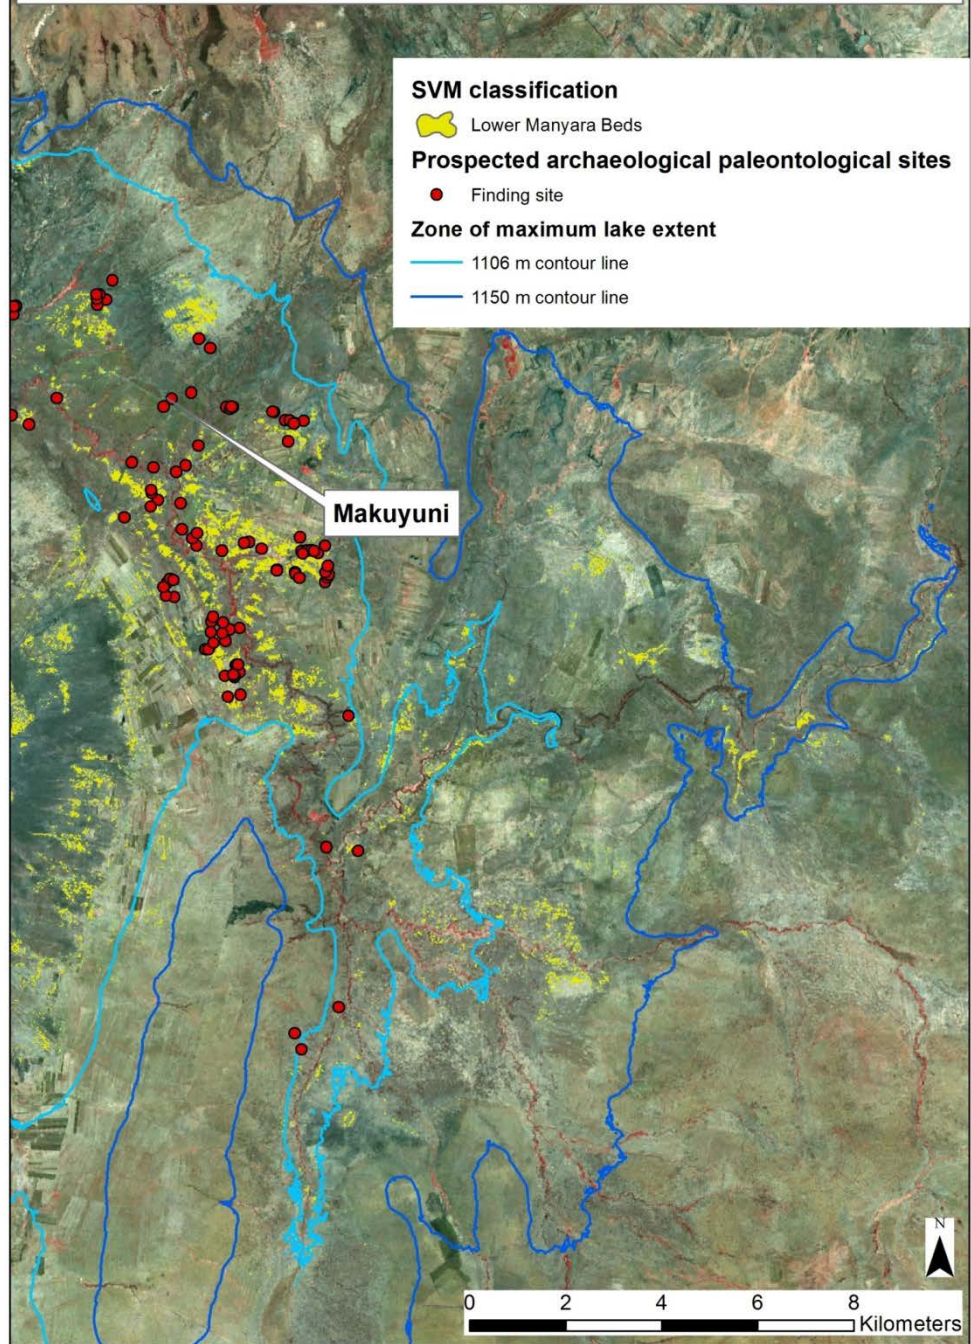 SVM classification
Lower Manyara Beds
Prospected archaeological paleontological sites
Finding site
Zone of maximum lake extent
1106 m contour line
1150 m contour line
Makuyuni
N
0 2 4 6 8
Kilometers